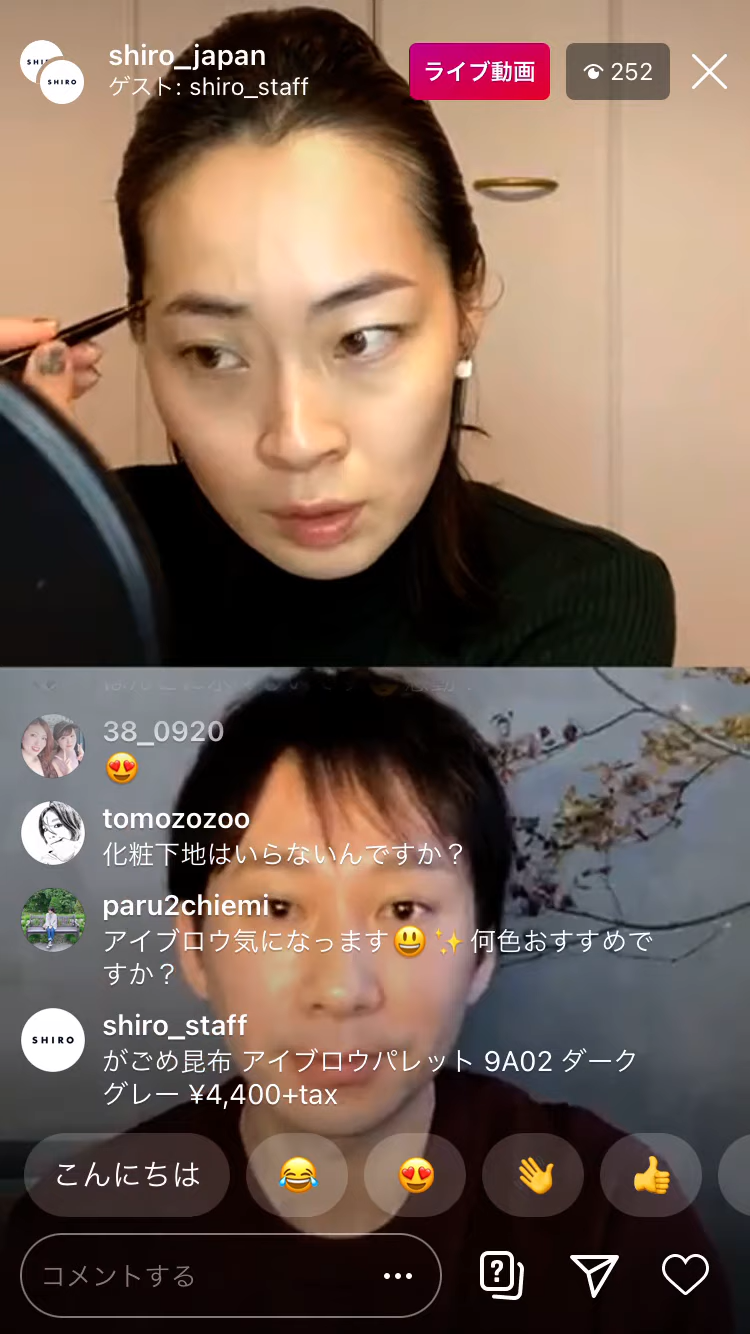 shiro_japan
ゲスト: shiro_staff
ライブ動画
252
SHIRO
38_0920
😍
tomozozoo
化粧下地はいらないんですか？
paru2chiemi
アイブロウ気になっます😃✨何色おすすめで
すか？
SHIRO
shiro_staff
がごめ昆布 アイブロウパレット 9A02 ダーク
グレー ¥4,400+tax
こんにちは 😂 😍 👋 👍
コメントする